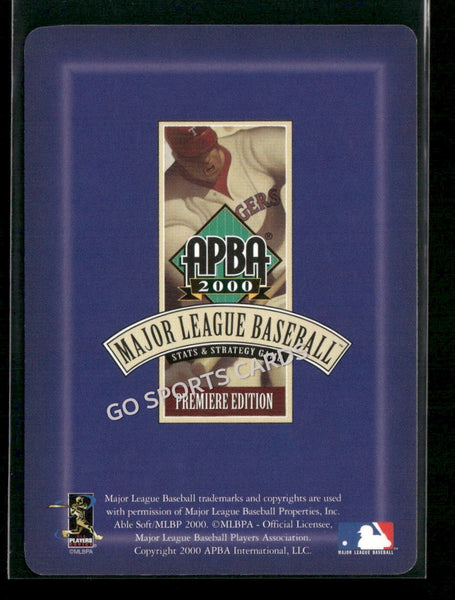 T
GERS
APBA®
2000
MAJOR LEAGUE BASEBALL™
STATS & STRATEGY GAME
GO SPORTS CARDS
PREMIERE EDITION
Major League Baseball trademarks and copyrights are used
with permission of Major League Baseball Properties, Inc.
Able Soft/MLBP 2000. ©MLBPA - Official Licensee,
Major League Baseball Players Association.
Copyright 2000 APBA International, LLC.
PLAYERS
CHOICE
©MLBPA
MAJOR LEAGUE BASEBALL